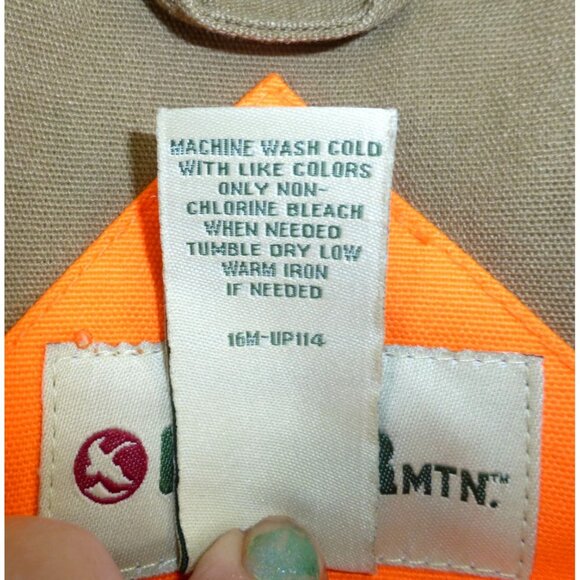 MACHINE WASH COLD
WITH LIKE COLORS
ONLY NON-
CHLORINE BLEACH
WHEN NEEDED
TUMBLE DRY LOW
WARM IRON
IF NEEDED
16M-UP114
MTN.™